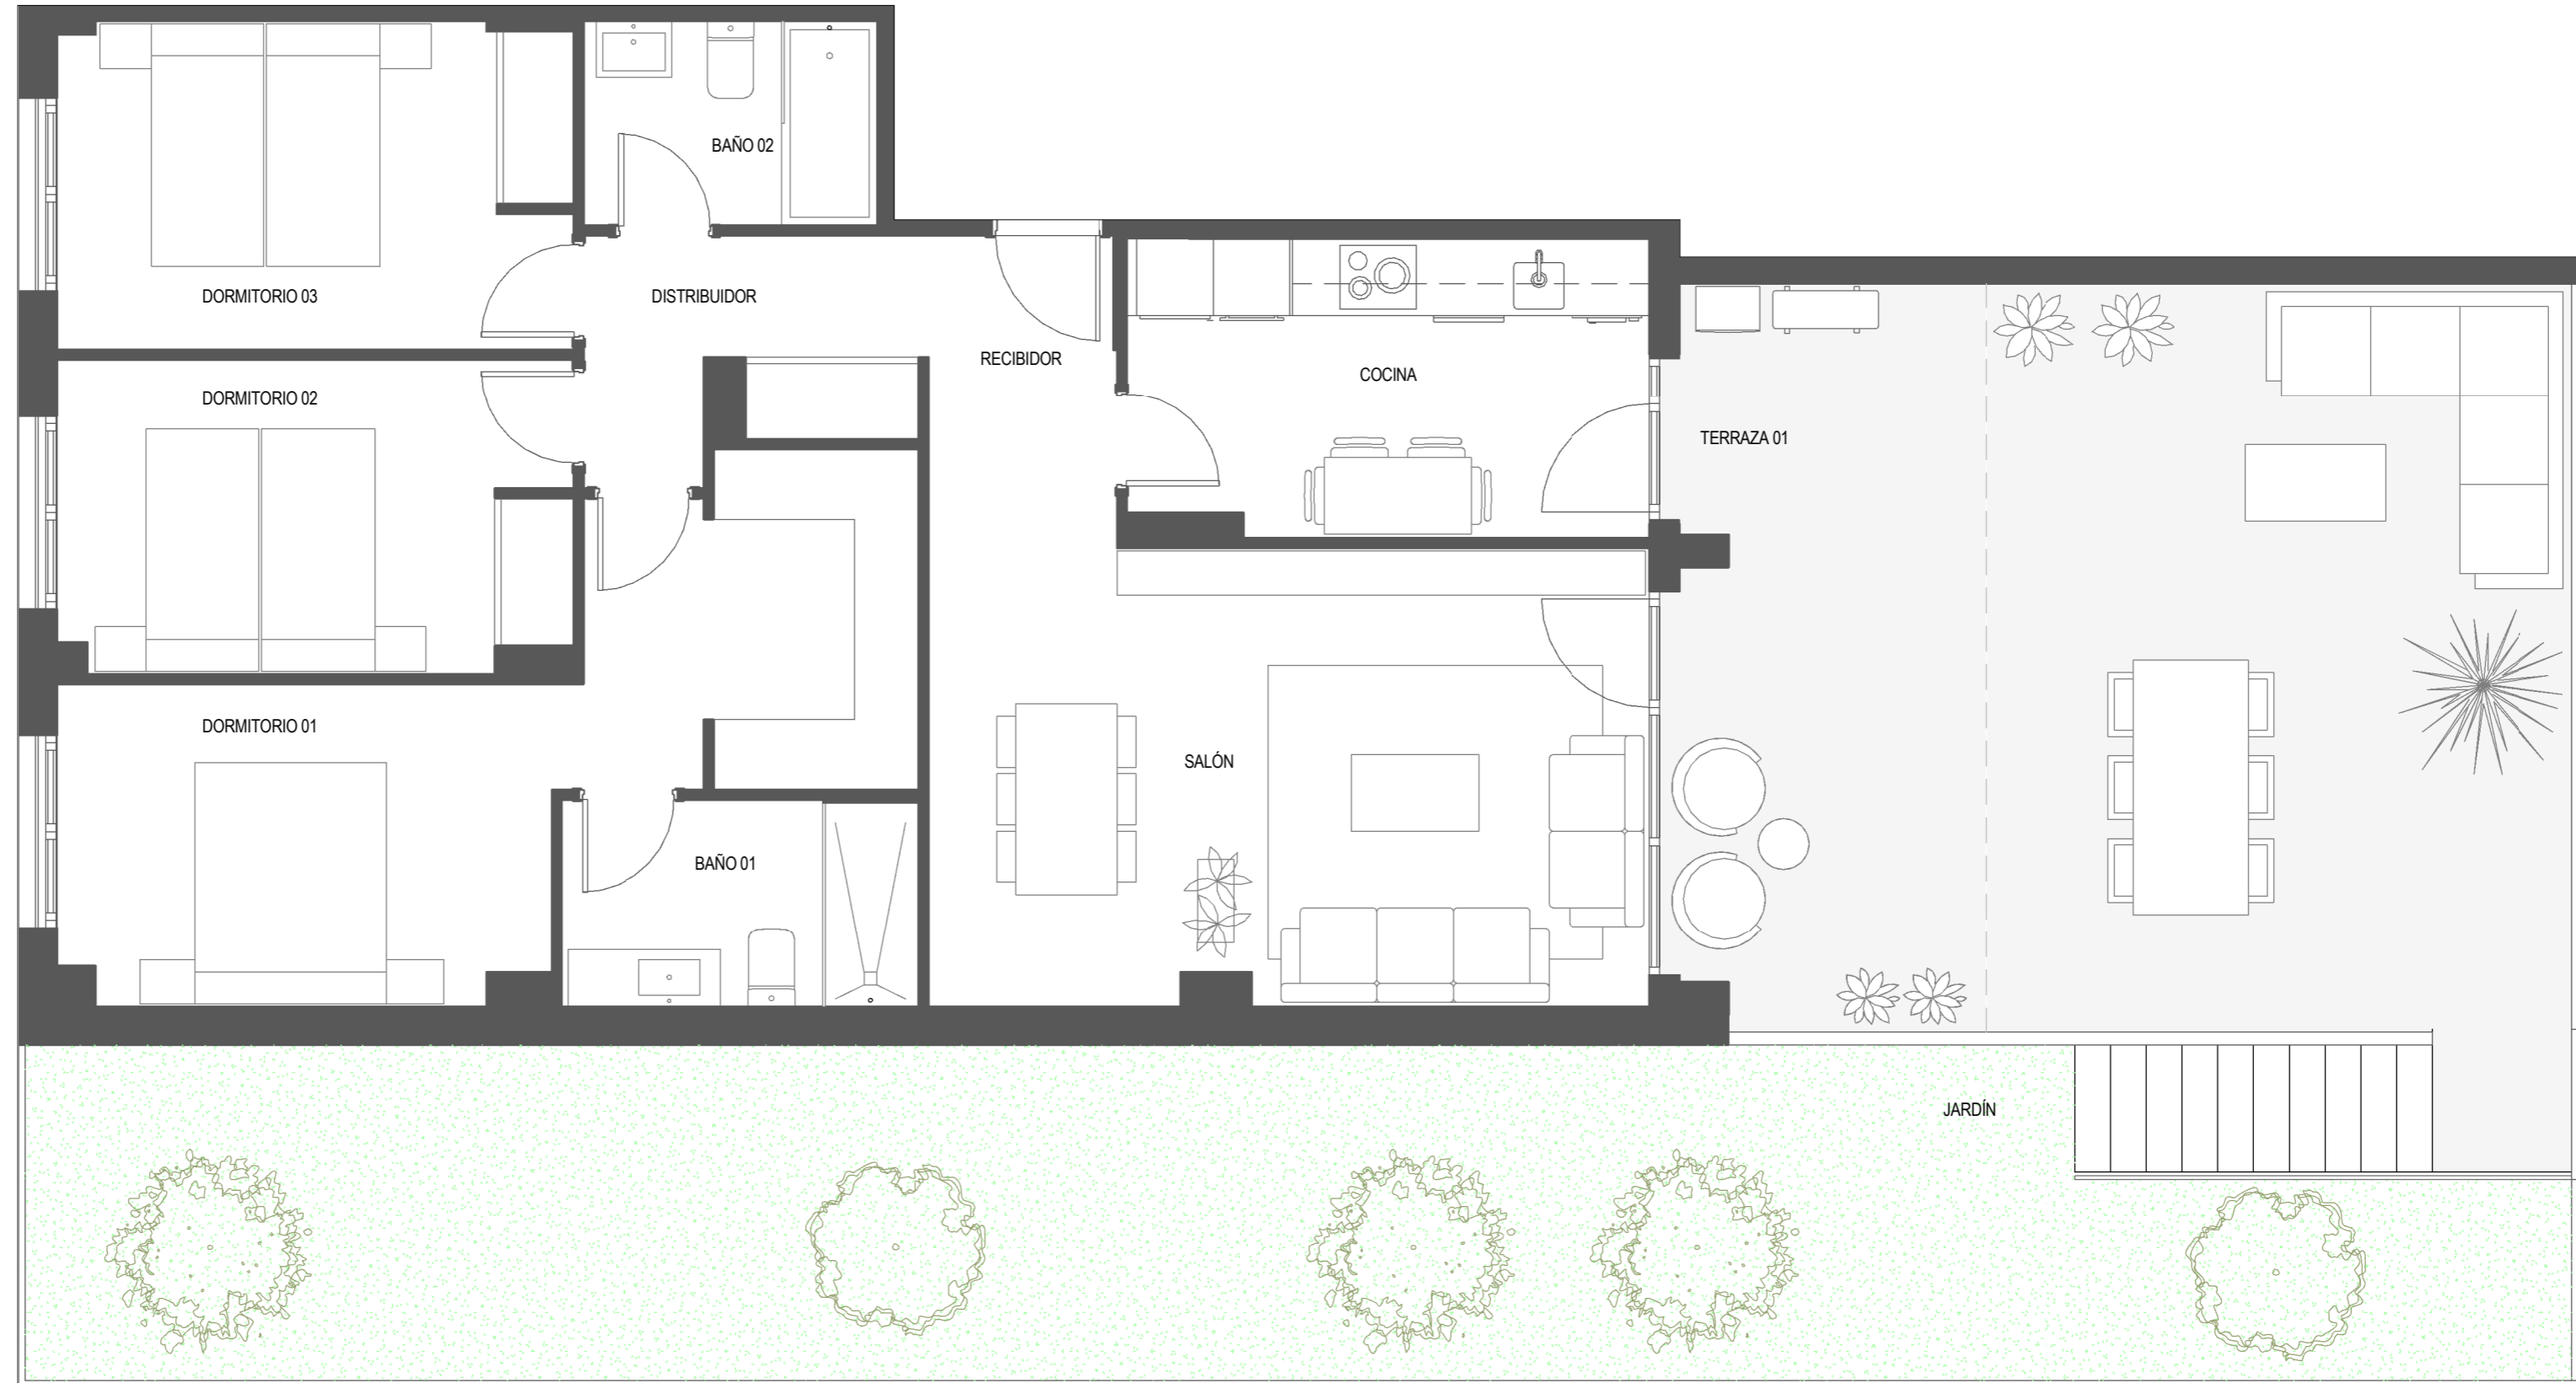 BAÑO 02
DORMITORIO 03
DISTRIBUIDOR
RECIBIDOR
COCINA
DORMITORIO 02
TERRAZA 01
DORMITORIO 01
SALÓN
BAÑO 01
JARDÍN